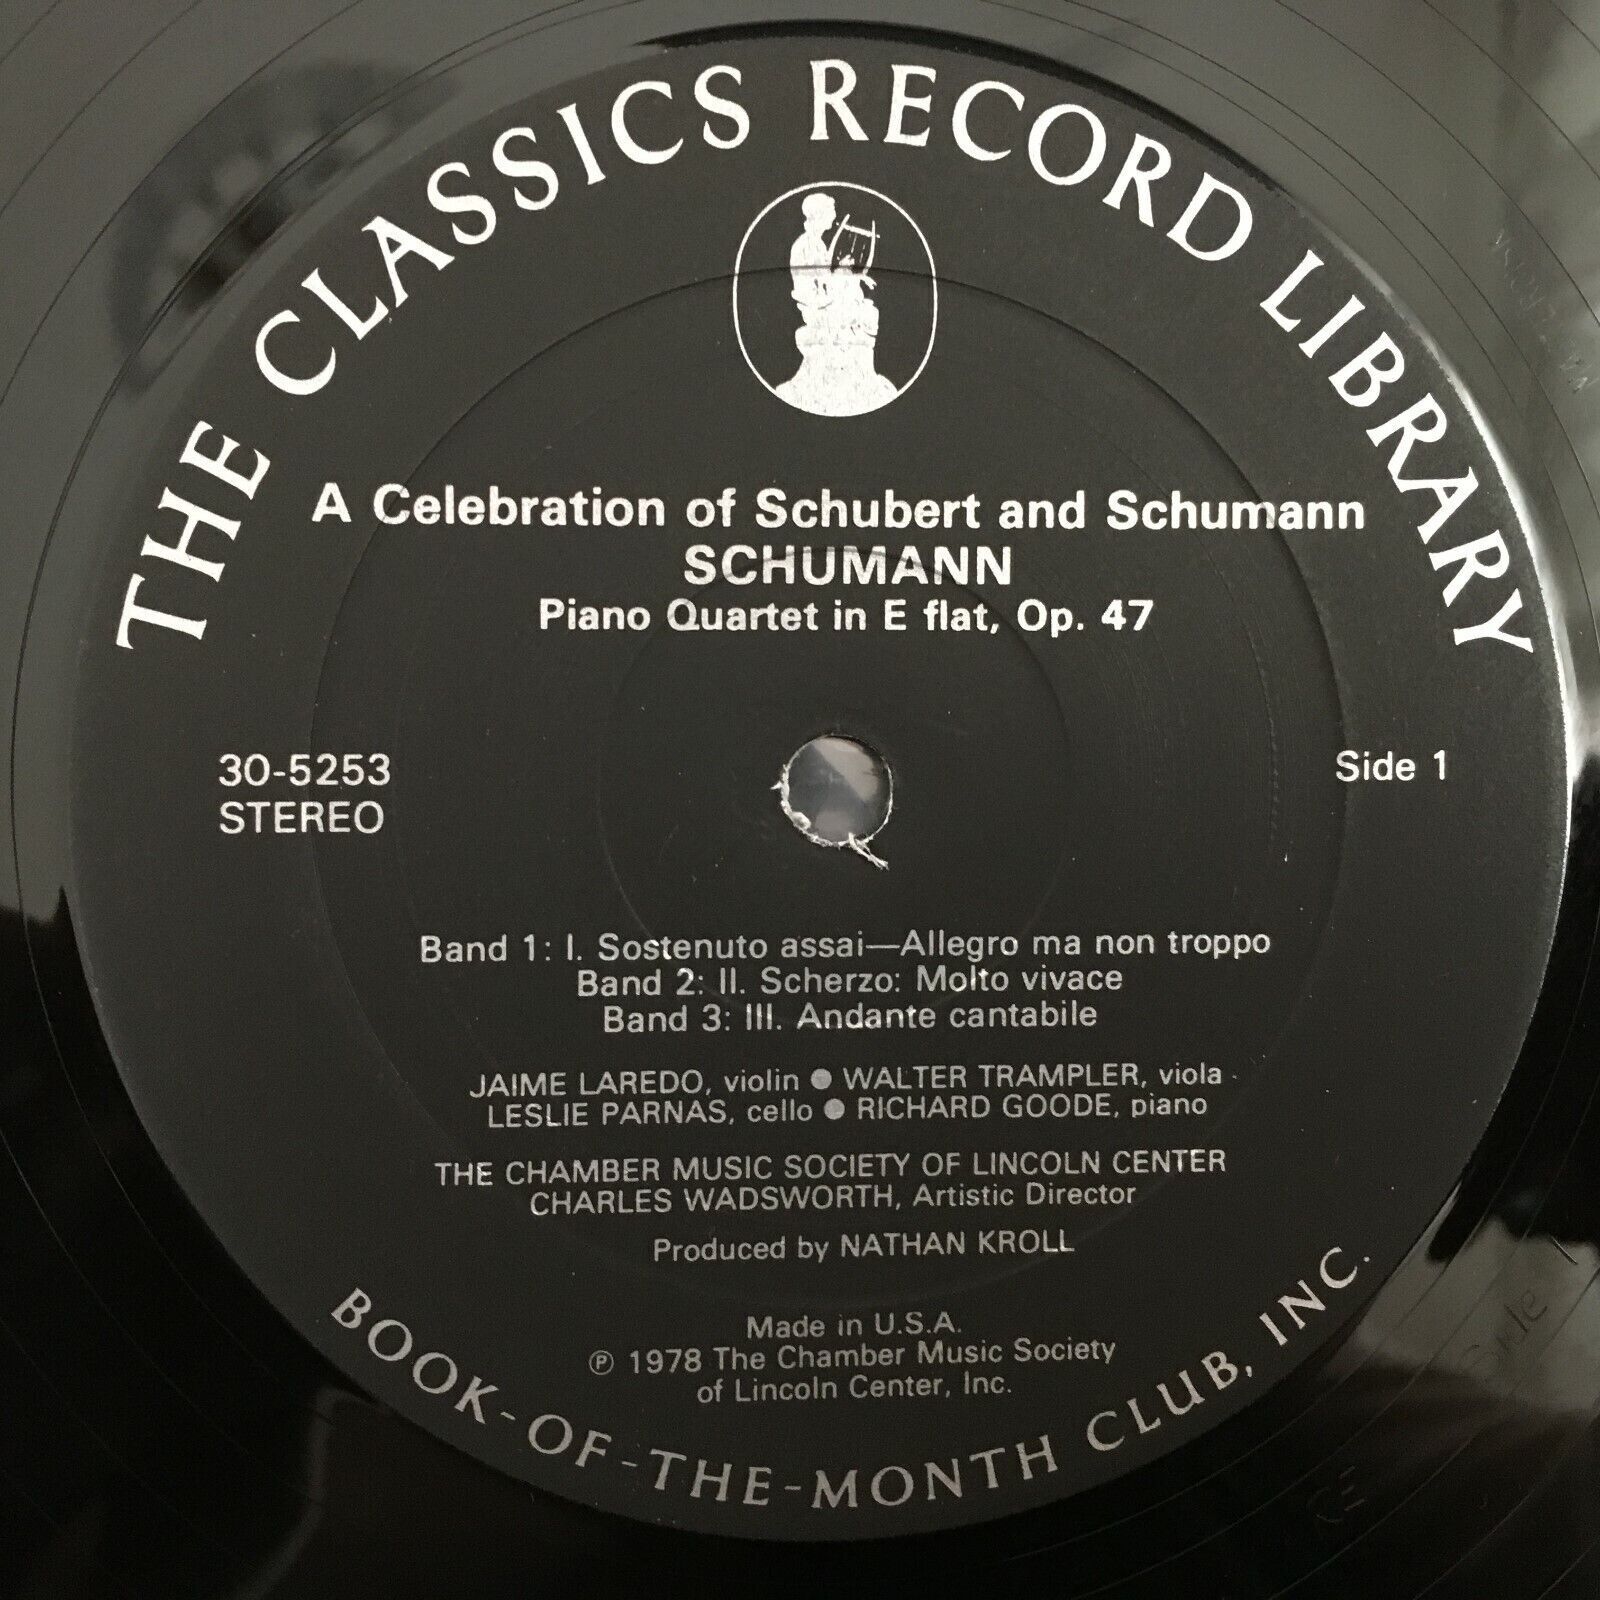 THE CLASSICS RECORD LIBRARY
A Celebration of Schubert and Schumann
SCHUMANN
Piano Quartet in E flat, Op. 47
30-5253
STEREO
Side 1
Band 1: I. Sostenuto assai—Allegro ma non troppo
Band 2: II. Scherzo: Molto vivace
Band 3: III. Andante cantabile
JAIME LAREDO, violin ● WALTER TRAMPLER, viola
LESLIE PARNAS, cello ● RICHARD GOODE, piano
THE CHAMBER MUSIC SOCIETY OF LINCOLN CENTER
CHARLES WADSWORTH, Artistic Director
Produced by NATHAN KROLL
Made in U.S.A.
℗ 1978 The Chamber Music Society
of Lincoln Center, Inc.
BOOK-OF-THE-MONTH CLUB, INC.